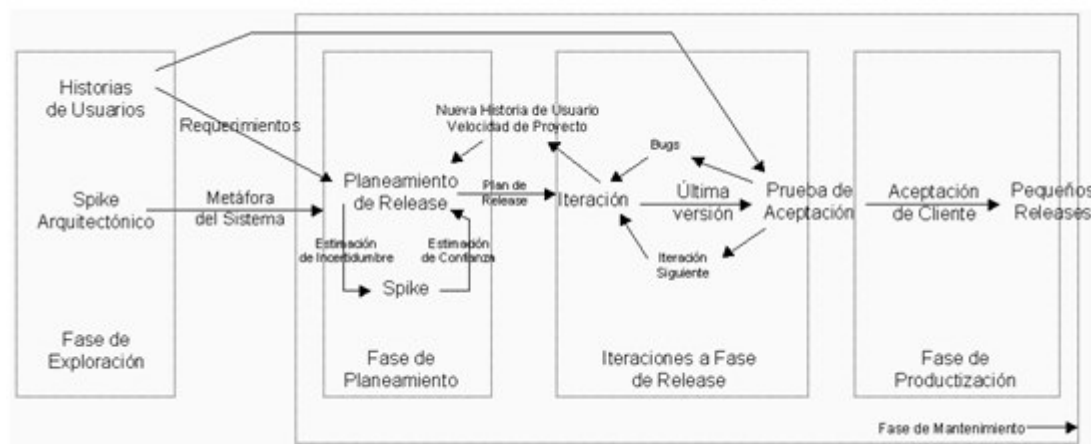 Historias
de Usuarios
Requerimientos
Spike
Arquitectónico
Metáfora
del Sistema
Fase de
Exploración
Nueva Historia de Usuario
Velocidad de Proyecto
Planeamiento
de Release
Plan de
Release
Estimación
de Incertidumbre
Estimación
de Confianza
Spike
Fase de
Planeamiento
Bugs
Iteración
Última
versión
Prueba de
Aceptación
Iteración
Siguiente
Iteraciones a Fase
de Release
Aceptación
de Cliente
Pequeños
Releases
Fase de
Productización
Fase de Mantenimiento